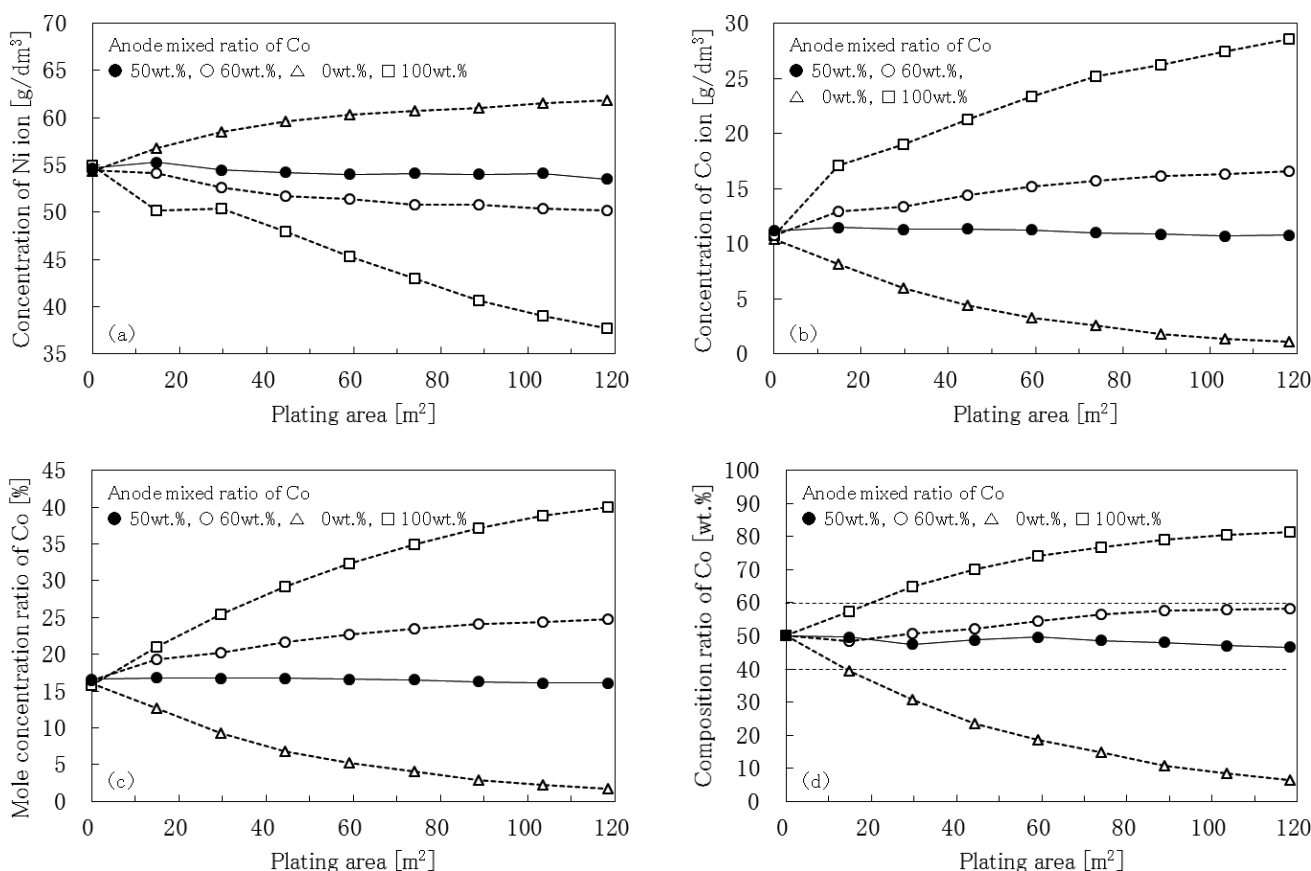 Concentration of Ni ion [g/dm³]
70
65
60
55
50
45
40
35
Anode mixed ratio of Co
● 50wt.%, ○ 60wt.%, △ 0wt.%, □ 100wt.%
(a)
0 20 40 60 80 100 120
Plating area [m²]
Concentration of Co ion [g/dm³]
30
25
20
15
10
5
0
Anode mixed ratio of Co
● 50wt.%, ○ 60wt.%,
△ 0wt.%, □ 100wt.%
(b)
0 20 40 60 80 100 120
Plating area [m²]
Mole concentration ratio of Co [%]
45
40
35
30
25
20
15
10
5
0
Anode mixed ratio of Co
● 50wt.%, ○ 60wt.%, △ 0wt.%, □ 100wt.%
(c)
0 20 40 60 80 100 120
Plating area [m²]
Composition ratio of Co [wt.%]
100
90
80
70
60
50
40
30
20
10
0
Anode mixed ratio of Co
● 50wt.%, ○ 60wt.%, △ 0wt.%, □ 100wt.%
(d)
0 20 40 60 80 100 120
Plating area [m²]